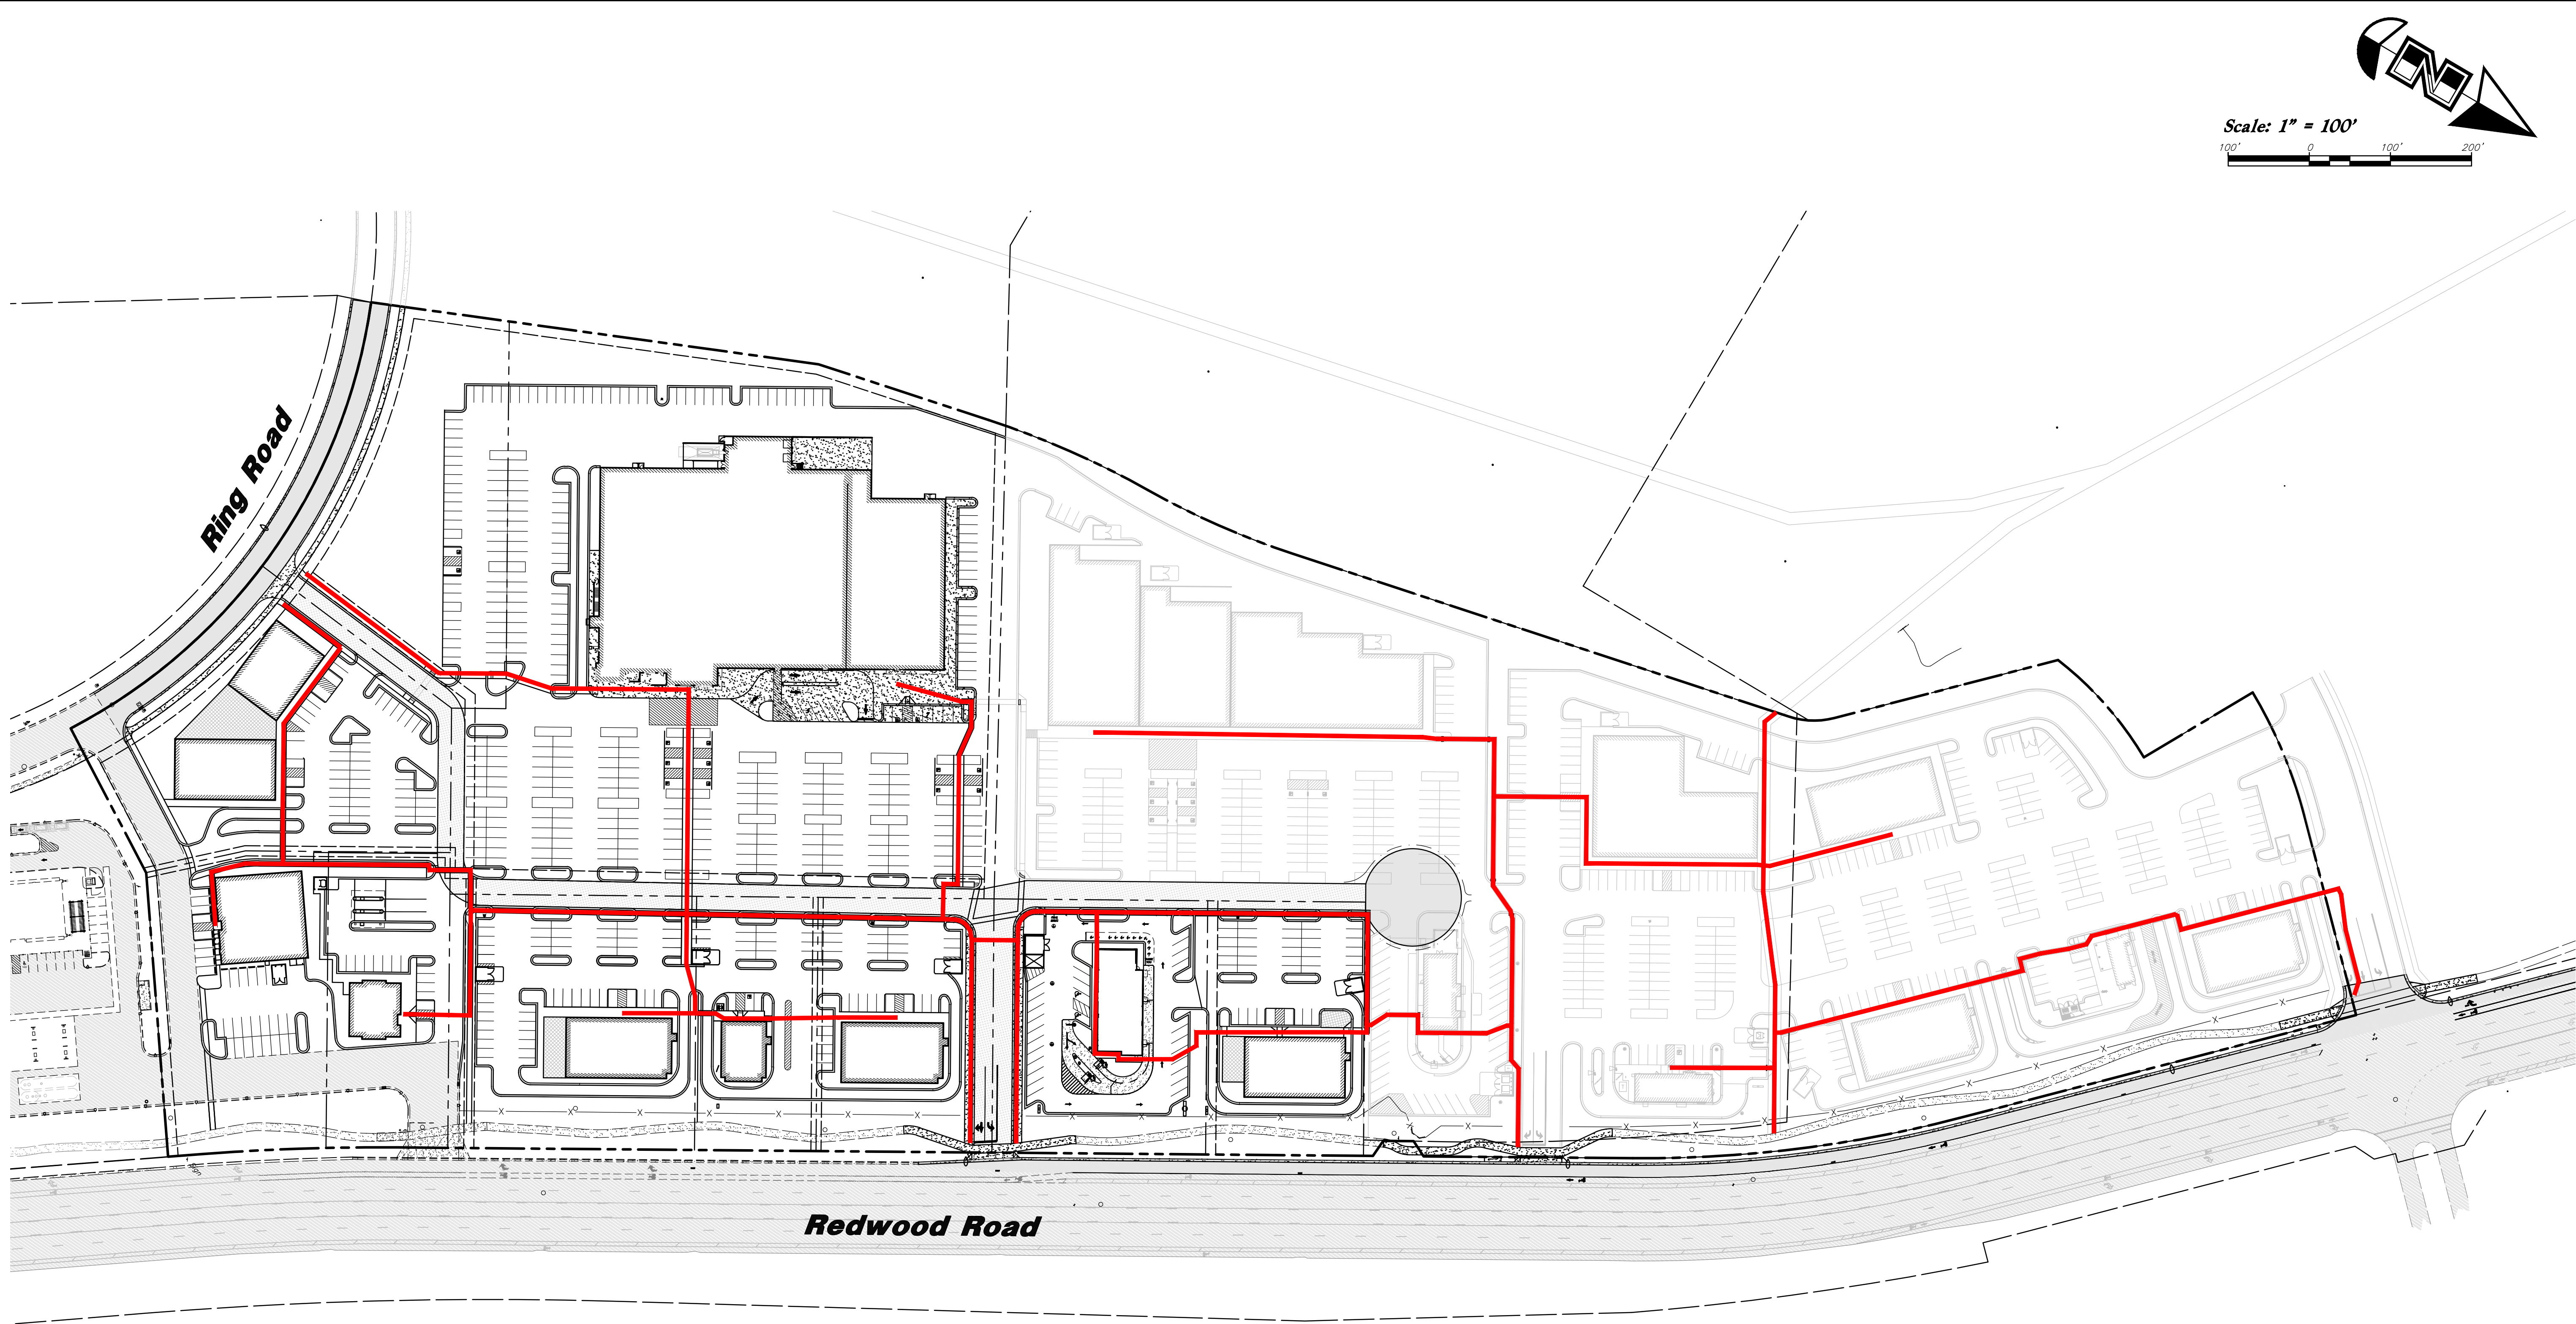 N
Scale: 1" = 100'
100' 0 100' 200'
Ring Road
Redwood Road